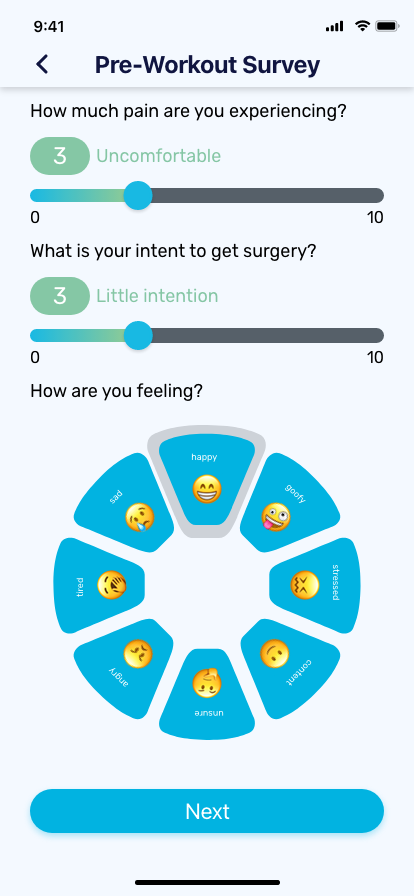 9:41
Pre-Workout Survey
How much pain are you experiencing?
3 Uncomfortable
0 10
What is your intent to get surgery?
3 Little intention
0 10
How are you feeling?
happy
goofy
stressed
content
unsure
angry
tired
sad
Next